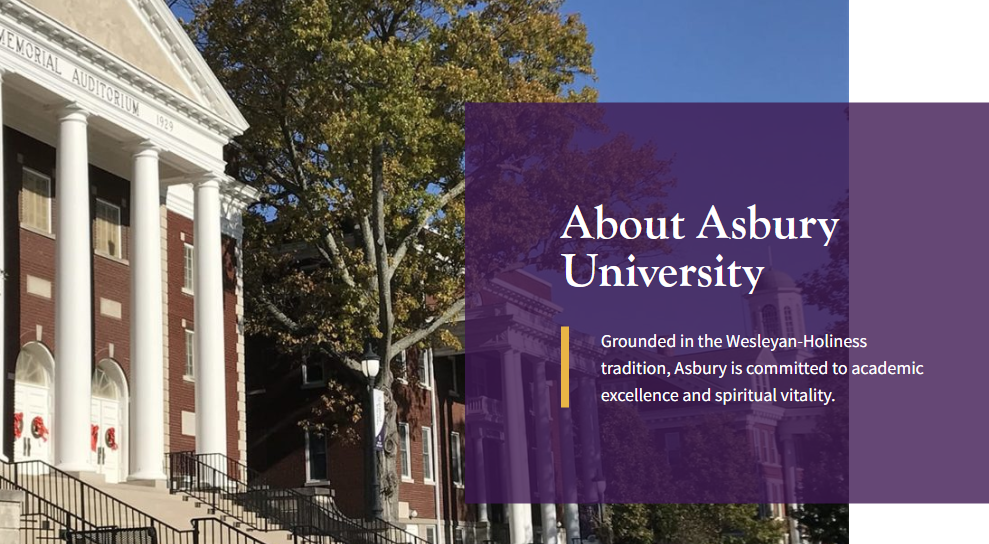 MEMORIAL AUDITORIUM 1929
About Asbury
University
Grounded in the Wesleyan-Holiness
tradition, Asbury is committed to academic
excellence and spiritual vitality.